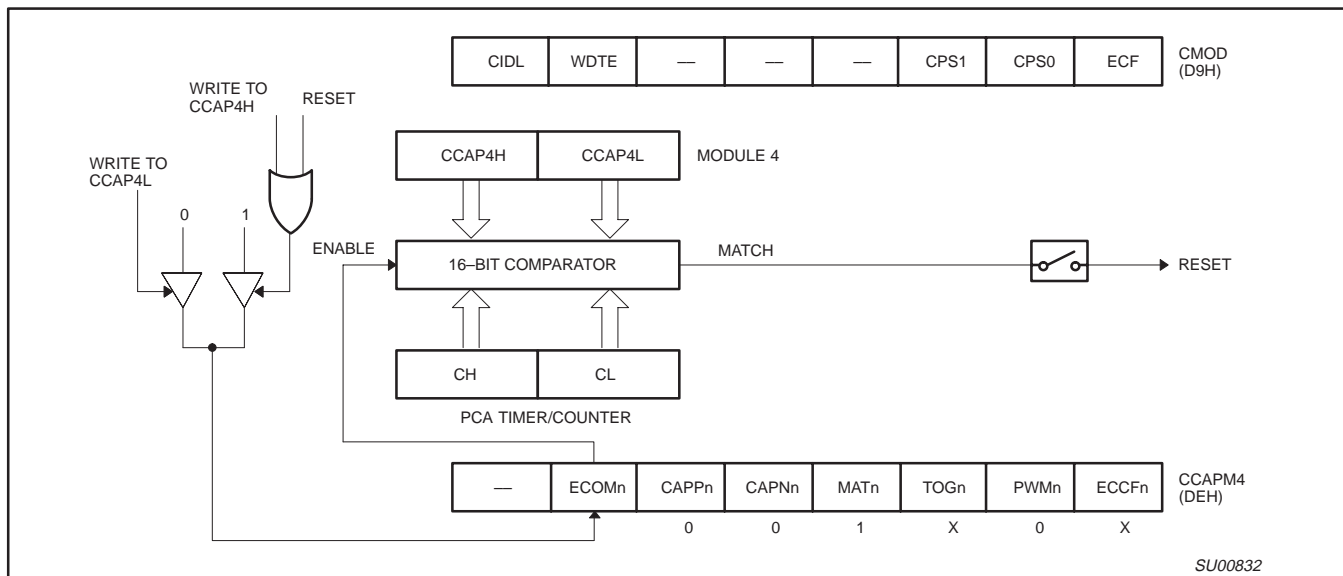 CIDL WDTE — — — CPS1 CPS0 ECF CMOD
(D9H)
WRITE TO
CCAP4H RESET
CCAP4H CCAP4L MODULE 4
WRITE TO
CCAP4L
0 1
ENABLE 16–BIT COMPARATOR MATCH RESET
CH CL
PCA TIMER/COUNTER
— ECOMn CAPPn CAPNn MATn TOGn PWMn ECCFn CCAPM4
(DEH)
0 0 1 X 0 X
SU00832